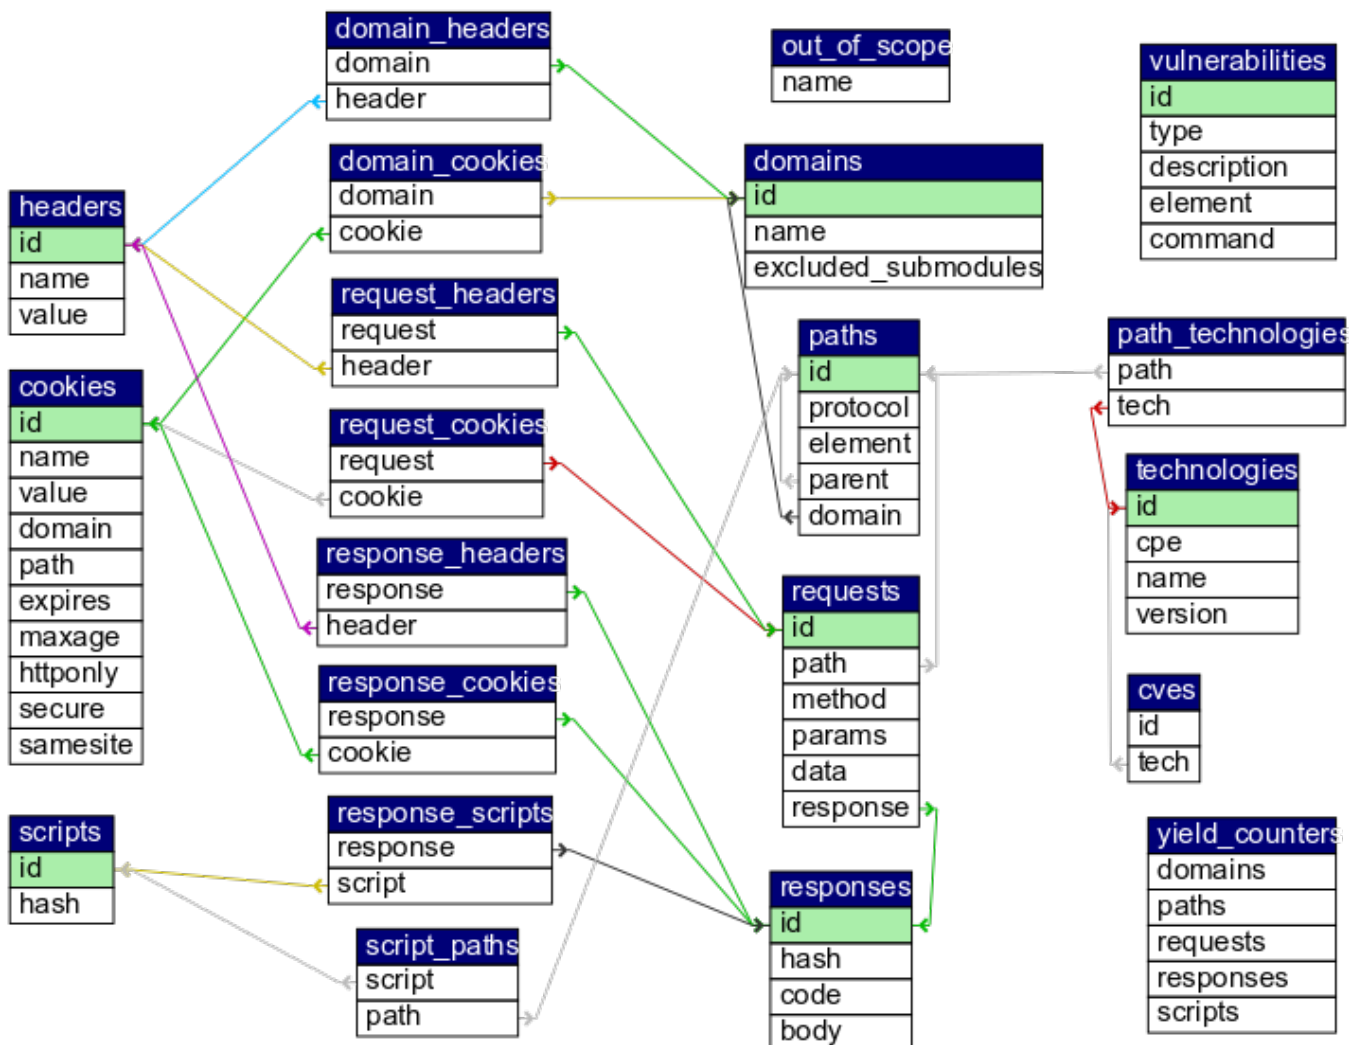 domain_headers
domain
header
out_of_scope
name
vulnerabilities
id
type
description
element
command
domain_cookies
domain
cookie
domains
id
name
excluded_submodules
headers
id
name
value
request_headers
request
header
paths
id
protocol
element
parent
domain
path_technologies
path
tech
cookies
id
name
value
domain
path
expires
maxage
httponly
secure
samesite
request_cookies
request
cookie
technologies
id
cpe
name
version
response_headers
response
header
requests
id
path
method
params
data
response
response_cookies
response
cookie
cves
id
tech
scripts
id
hash
response_scripts
response
script
yield_counters
domains
paths
requests
responses
scripts
responses
id
hash
code
body
script_paths
script
path